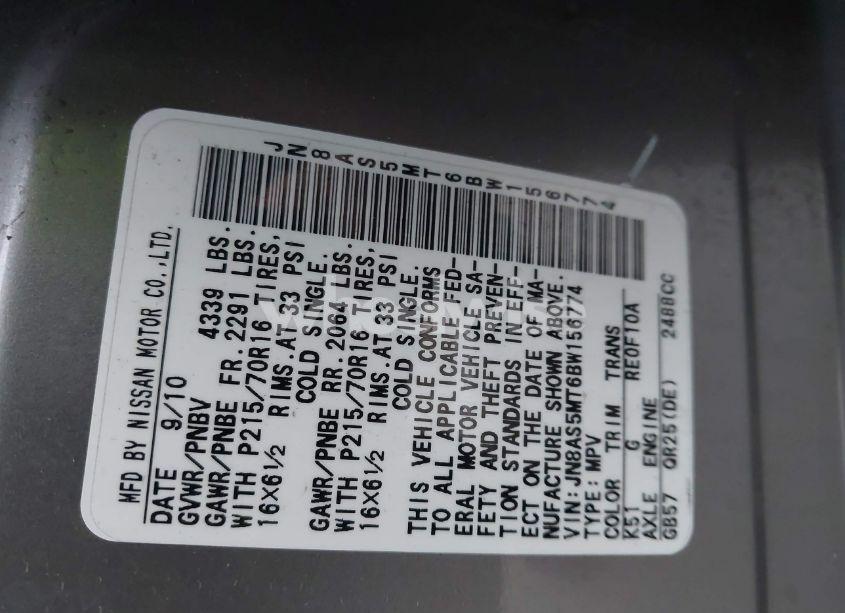 MFD BY NISSAN MOTOR CO.,LTD.
DATE 9/10
GVWR/PNBV 4339 LBS.
GAWR/PNBE FR.2291 LBS.
WITH P215/70R16 TIRES,
16X6½ RIMS.AT 33 PSI
COLD SINGLE.
GAWR/PNBE RR.2064 LBS.
WITH P215/70R16 TIRES,
16X6½ RIMS.AT 33 PSI
COLD SINGLE.
THIS VEHICLE CONFORMS
TO ALL APPLICABLE FED-
ERAL MOTOR VEHICLE SA-
FETY AND THEFT PREVEN-
TION STANDARDS IN EFF-
ECT ON THE DATE OF MA-
NUFACTURE SHOWN ABOVE.
VIN:JN8AS5MT6BW156774
TYPE:MPV
COLOR TRIM TRANS
K51 G RE0F10A
AXLE ENGINE
GB57 QR25(DE) 2488CC
JN8AS5MT6BW156774